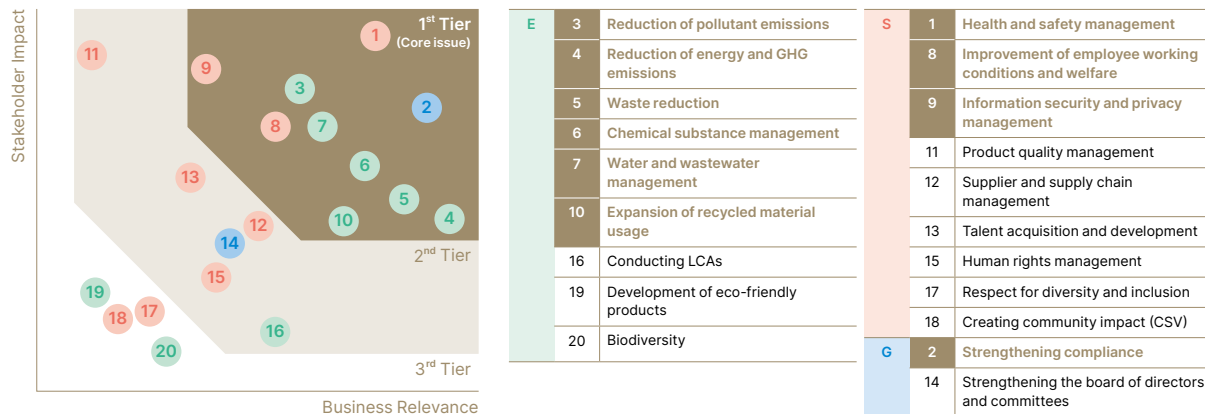 Stakeholder Impact
1st Tier
(Core issue)
1
11
9
3
2
8
7
6
13
5
10
4
12
14
2nd Tier
15
19
18
17
16
20
3rd Tier
Business Relevance
E
3 Reduction of pollutant emissions
4 Reduction of energy and GHG
emissions
5 Waste reduction
6 Chemical substance management
7 Water and wastewater
management
10 Expansion of recycled material
usage
16 Conducting LCAs
19 Development of eco-friendly
products
20 Biodiversity
S
1 Health and safety management
8 Improvement of employee working
conditions and welfare
9 Information security and privacy
management
11 Product quality management
12 Supplier and supply chain
management
13 Talent acquisition and development
15 Human rights management
17 Respect for diversity and inclusion
18 Creating community impact (CSV)
G
2 Strengthening compliance
14 Strengthening the board of directors
and committees